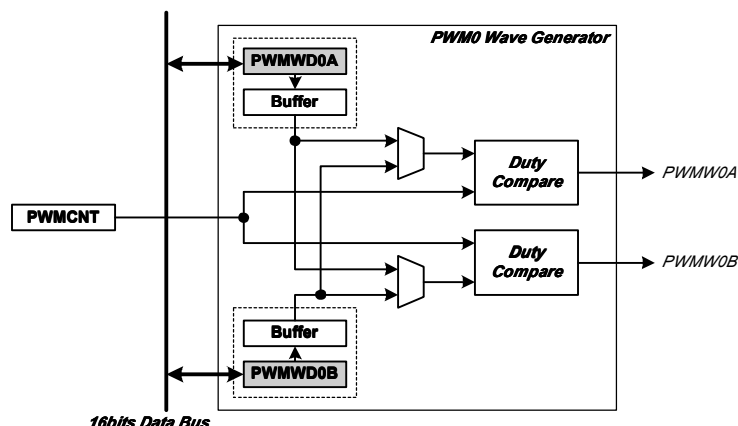 PWM0 Wave Generator
PWMWD0A
Buffer
Duty
Compare
PWMW0A
PWMCNT
Duty
Compare
PWMW0B
Buffer
PWMWD0B
16bits Data Bus